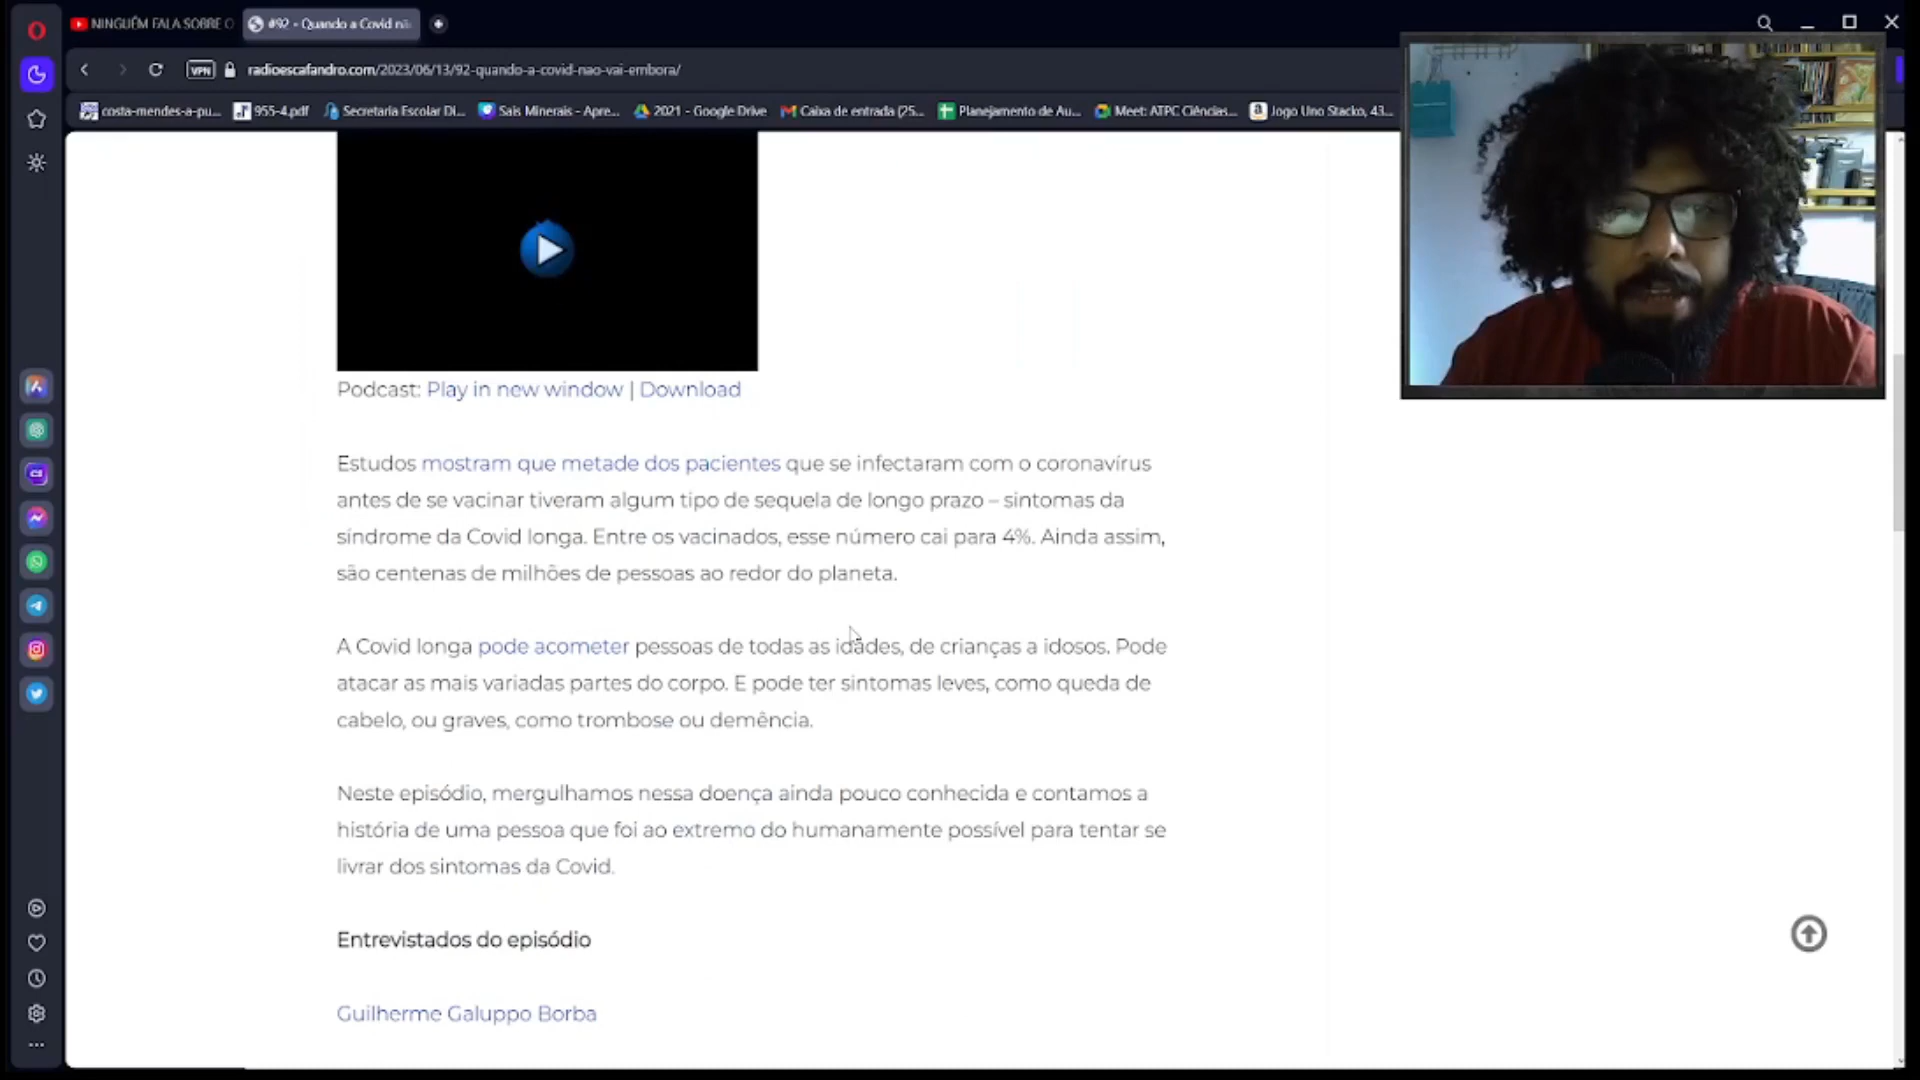 NINGUÉM FALA SOBRE O
#92 - Quando a Covid nã
VPN
radioescafandro.com/2023/06/13/92-quando-a-covid-nao-vai-embora/
costa-mendes-a-pu...
955-4.pdf
Secretaria Escolar Di...
Sais Minerais - Apre...
2021 - Google Drive
Caixa de entrada (25...
Planejamento de Au...
Meet: ATPC Ciências...
Jogo Uno Stacko, 43...
Podcast: Play in new window | Download
Estudos mostram que metade dos pacientes que se infectaram com o coronavírus
antes de se vacinar tiveram algum tipo de sequela de longo prazo – sintomas da
síndrome da Covid longa. Entre os vacinados, esse número cai para 4%. Ainda assim,
são centenas de milhões de pessoas ao redor do planeta.
A Covid longa pode acometer pessoas de todas as idades, de crianças a idosos. Pode
atacar as mais variadas partes do corpo. E pode ter sintomas leves, como queda de
cabelo, ou graves, como trombose ou demência.
Neste episódio, mergulhamos nessa doença ainda pouco conhecida e contamos a
história de uma pessoa que foi ao extremo do humanamente possível para tentar se
livrar dos sintomas da Covid.
Entrevistados do episódio
Guilherme Galuppo Borba